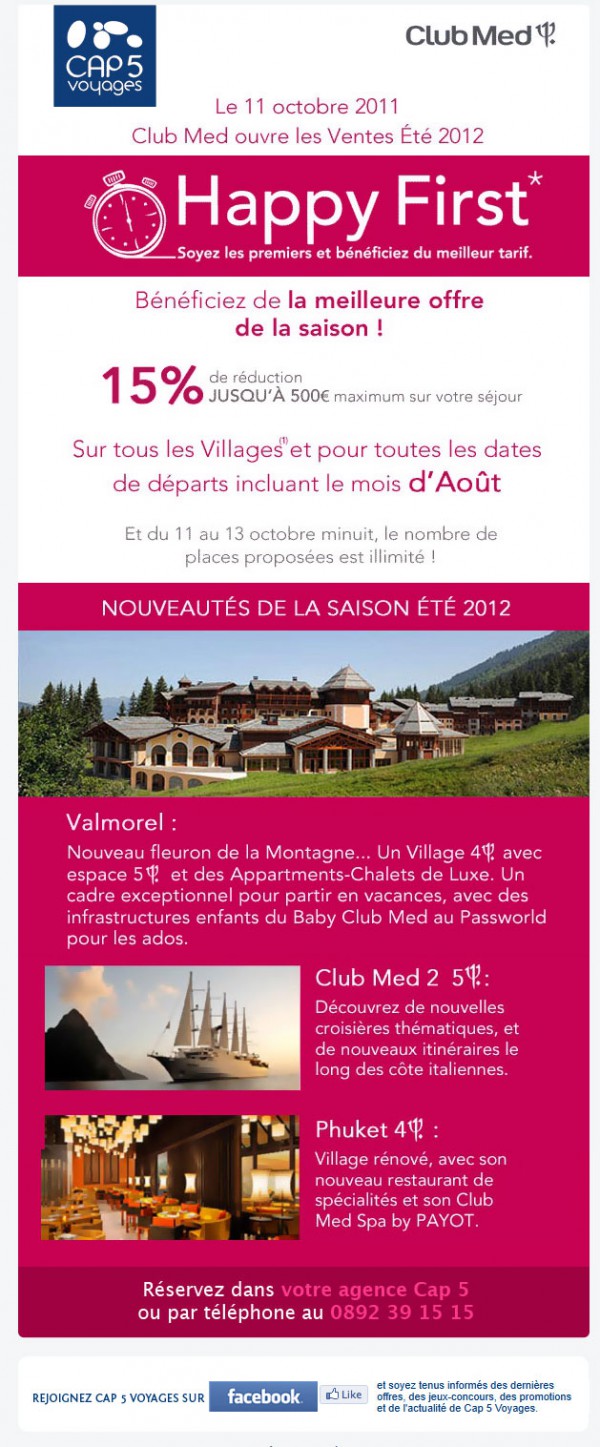 CAP 5
voyages
Club Med
Le 11 octobre 2011
Club Med ouvre les Ventes Été 2012
Happy First*
Soyez les premiers et bénéficiez du meilleur tarif.
Bénéficiez de la meilleure offre
de la saison !
15% de réduction
JUSQU'À 500€ maximum sur votre séjour
Sur tous les Villages(1) et pour toutes les dates
de départs incluant le mois d'Août
Et du 11 au 13 octobre minuit, le nombre de
places proposées est illimité !
NOUVEAUTÉS DE LA SAISON ÉTÉ 2012
Valmorel :
Nouveau fleuron de la Montagne... Un Village 4 avec
espace 5 et des Appartments-Chalets de Luxe. Un
cadre exceptionnel pour partir en vacances, avec des
infrastructures enfants du Baby Club Med au Passworld
pour les ados.
Club Med 2 5 :
Découvrez de nouvelles
croisières thématiques, et
de nouveaux itinéraires le
long des côte italiennes.
Phuket 4 :
Village rénové, avec son
nouveau restaurant de
spécialités et son Club
Med Spa by PAYOT.
Réservez dans votre agence Cap 5
ou par téléphone au 0892 39 15 15
REJOIGNEZ CAP 5 VOYAGES SUR facebook Like
et soyez tenus informés des dernières
offres, des jeux-concours, des promotions
et de l'actualité de Cap 5 Voyages.